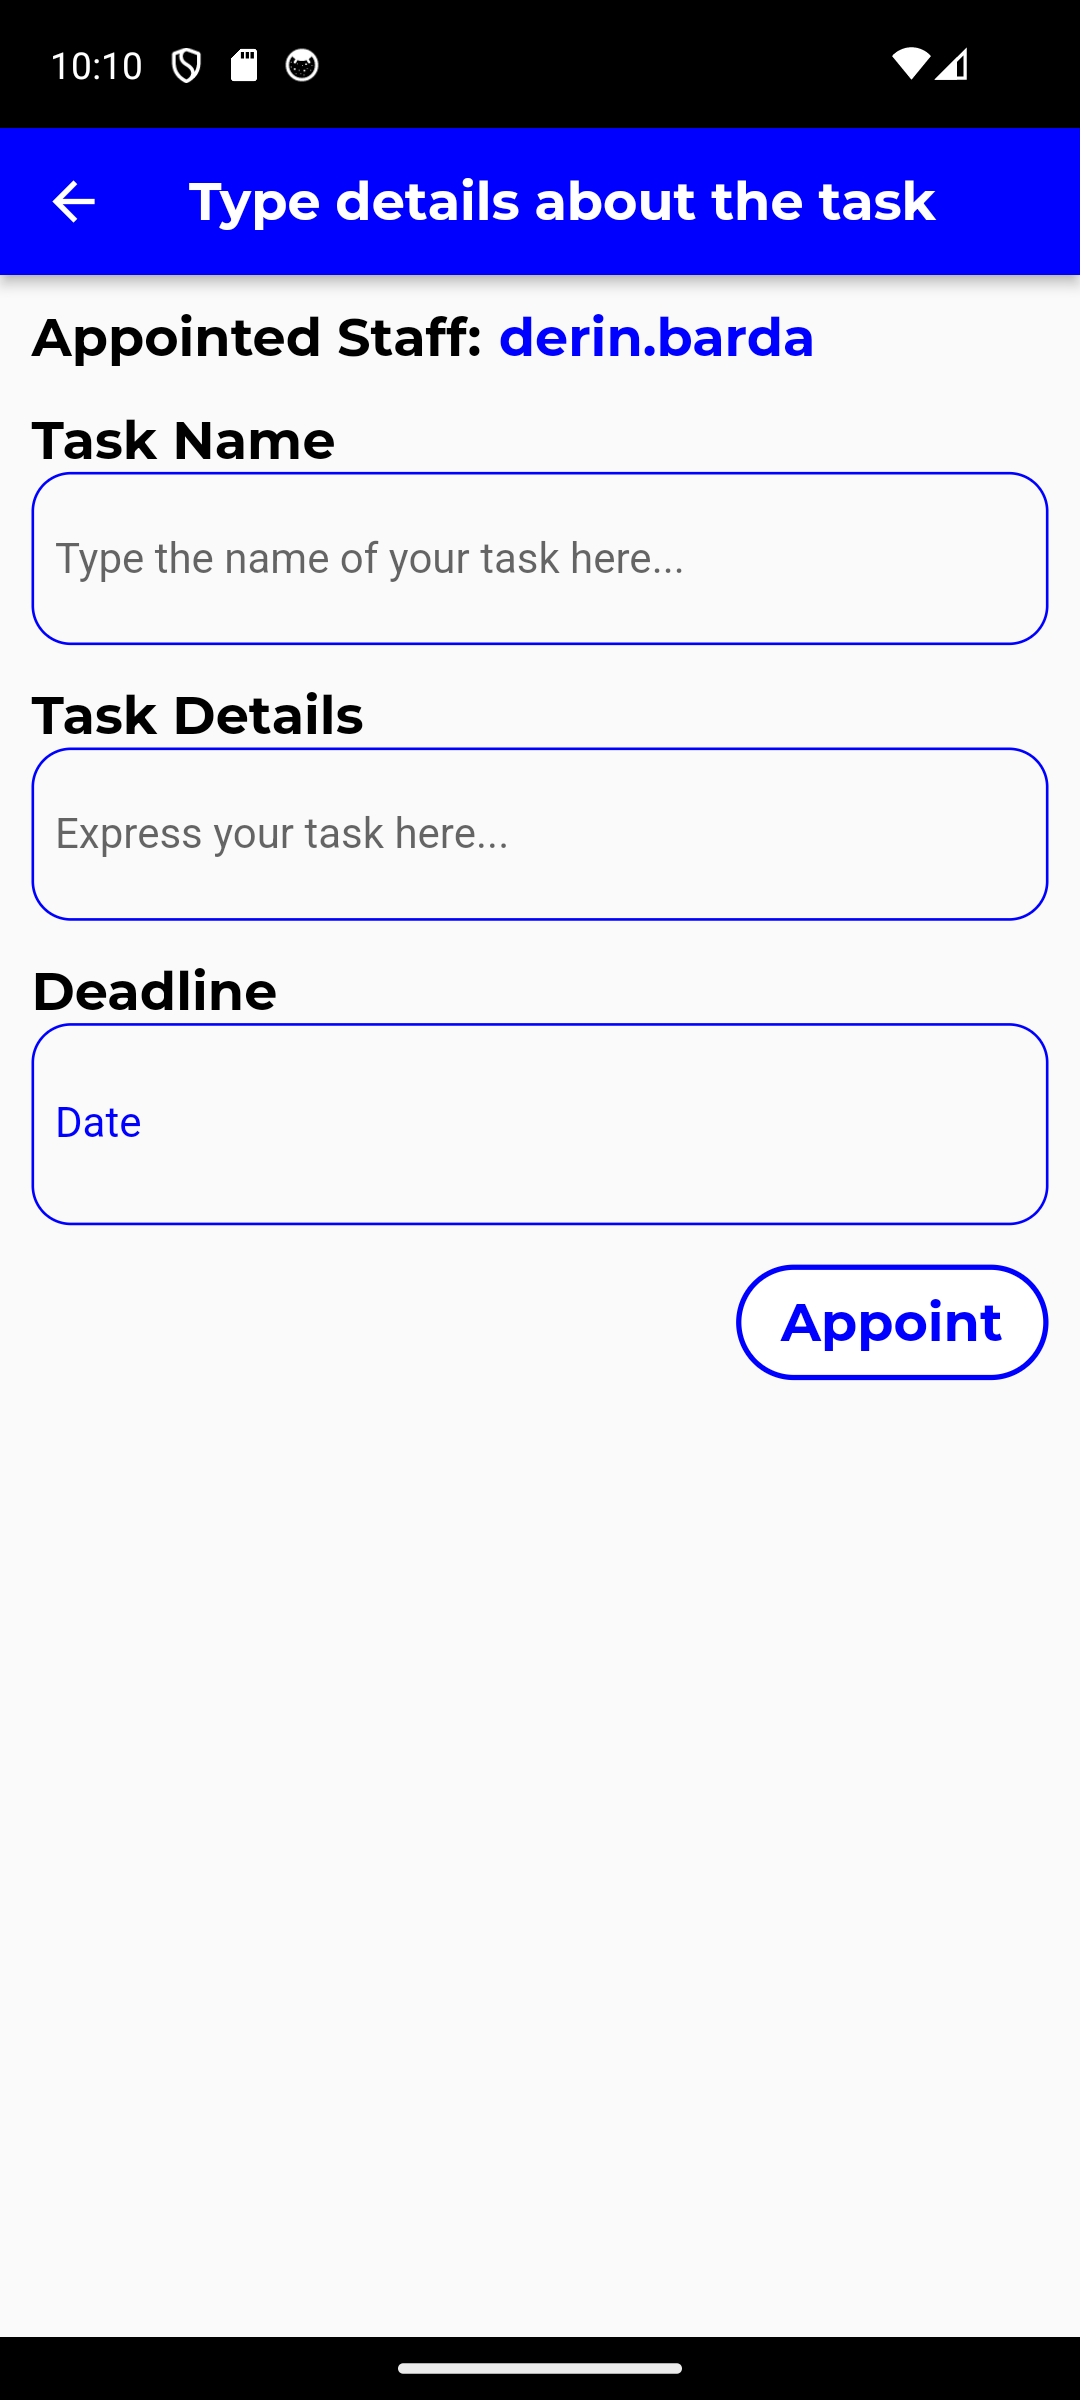 10:10
Type details about the task
Appointed Staff: derin.barda
Task Name
Type the name of your task here...
Task Details
Express your task here...
Deadline
Date
Appoint